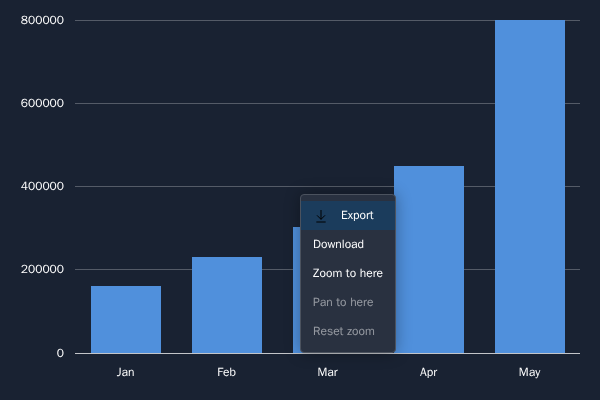 800000
600000
400000
200000
0
Export
Download
Zoom to here
Pan to here
Reset zoom
Jan Feb Mar Apr May